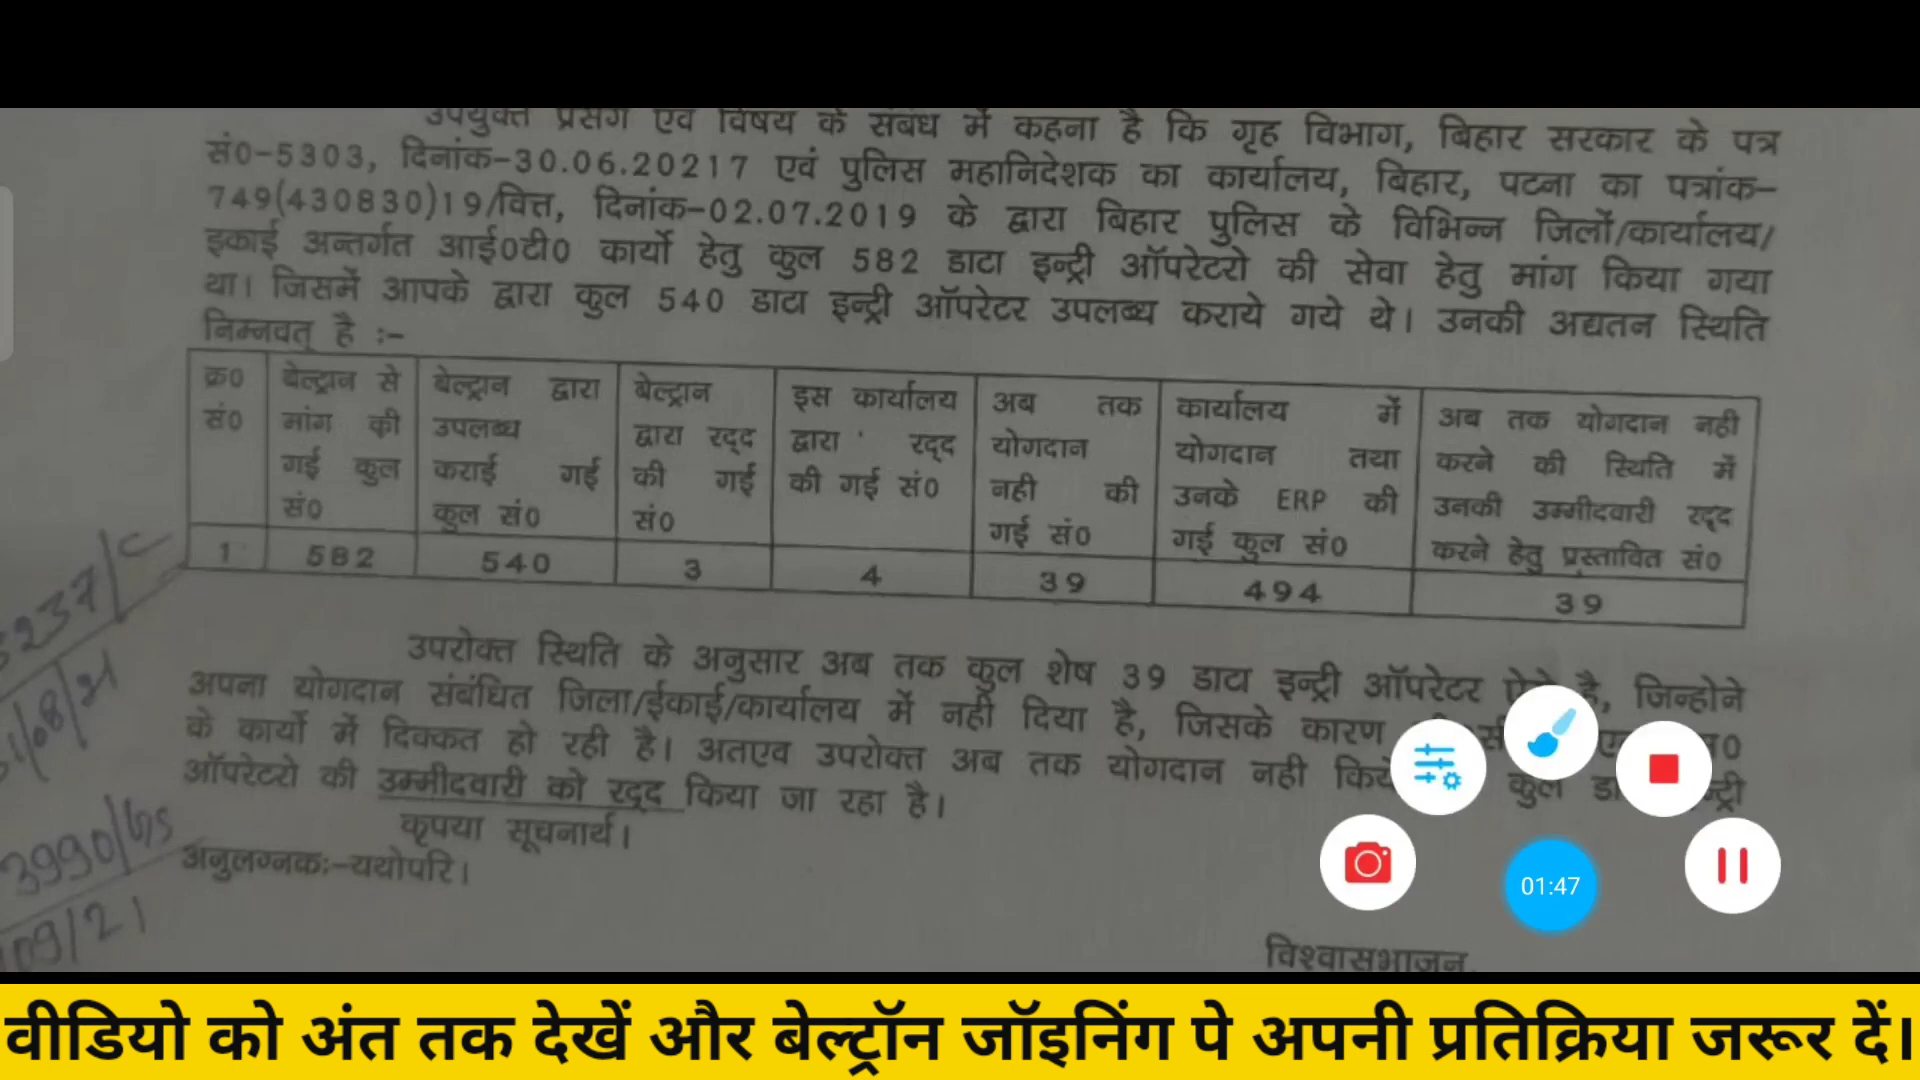 उपयुक्त प्रसंग एवं विषय के संबंध में कहना है कि गृह विभाग, बिहार सरकार के पत्र
सं0-5303, दिनांक-30.06.20217 एवं पुलिस महानिदेशक का कार्यालय, बिहार, पटना का पत्रांक-
749(430830)19/वित्त, दिनांक-02.07.2019 के द्वारा बिहार पुलिस के विभिन्न जिलों/कार्यालय/
इकाई अन्तर्गत आई0टी0 कार्यो हेतु कुल 582 डाटा इन्ट्री ऑपरेटरो की सेवा हेतु मांग किया गया
था। जिसमें आपके द्वारा कुल 540 डाटा इन्ट्री ऑपरेटर उपलब्ध कराये गये थे। उनकी अद्यतन स्थिति
निम्नवत् है :-
क्र0 सं0
बेल्ट्रान से मांग की गई कुल सं0
बेल्ट्रान द्वारा उपलब्ध कराई गई कुल सं0
बेल्ट्रान द्वारा रद्द की गई सं0
इस कार्यालय द्वारा रद्द की गई सं0
अब तक योगदान नही की गई सं0
कार्यालय में योगदान तथा उनके ERP की गई कुल सं0
अब तक योगदान नही करने की स्थिति में उनकी उम्मीदवारी रद्द करने हेतु प्रस्तावित सं0
1 582 540 3 4 39 494 39
उपरोक्त स्थिति के अनुसार अब तक कुल शेष 39 डाटा इन्ट्री ऑपरेटर है, जिन्होने
अपना योगदान संबंधित जिला/ईकाई/कार्यालय में नही दिया है, जिसके कारण
के कार्यो में दिक्कत हो रही है। अतएव उपरोक्त अब तक योगदान नही किये कुल
ऑपरेटरो की उम्मीदवारी को रद्द किया जा रहा है।
कृपया सूचनार्थ।
अनुलग्नकः-यथोपरि।
विश्वासभाजन
3990
09/21
01:47
वीडियो को अंत तक देखें और बेल्ट्रॉन जॉइनिंग पे अपनी प्रतिक्रिया जरूर दें।